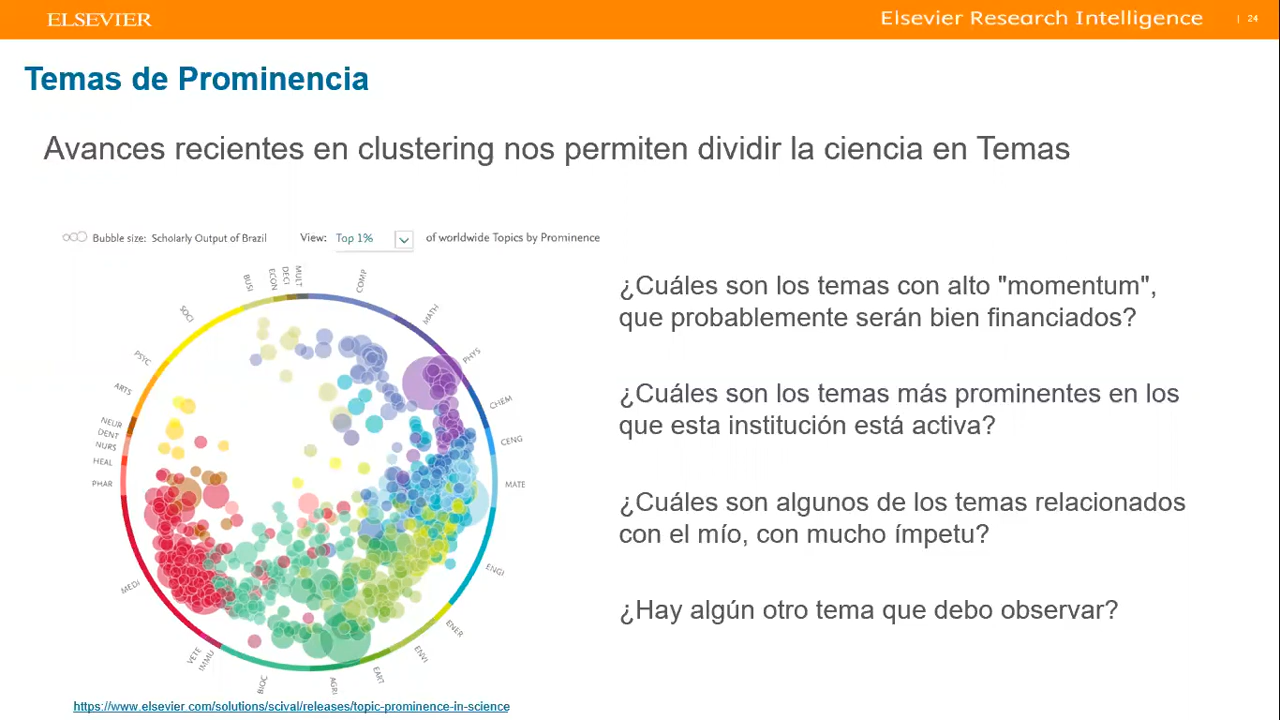 ELSEVIER
Elsevier Research Intelligence | 24
Temas de Prominencia
Avances recientes en clustering nos permiten dividir la ciencia en Temas
Bubble size: Scholarly Output of Brazil View: Top 1% of worldwide Topics by Prominence
MULT
DECI
ECON
BUSI
COMP
SOCI
MATH
PSYC
PHYS
ARTS
CHEM
NEUR
DENT
NURS
CENG
HEAL
PHAR
MATE
MEDI
ENGI
ENER
VETE
IMMU
ENVI
BIOC
AGRI
EART
¿Cuáles son los temas con alto "momentum",
que probablemente serán bien financiados?
¿Cuáles son los temas más prominentes en los
que esta institución está activa?
¿Cuáles son algunos de los temas relacionados
con el mío, con mucho ímpetu?
¿Hay algún otro tema que debo observar?
https://www.elsevier.com/solutions/scival/releases/topic-prominence-in-science